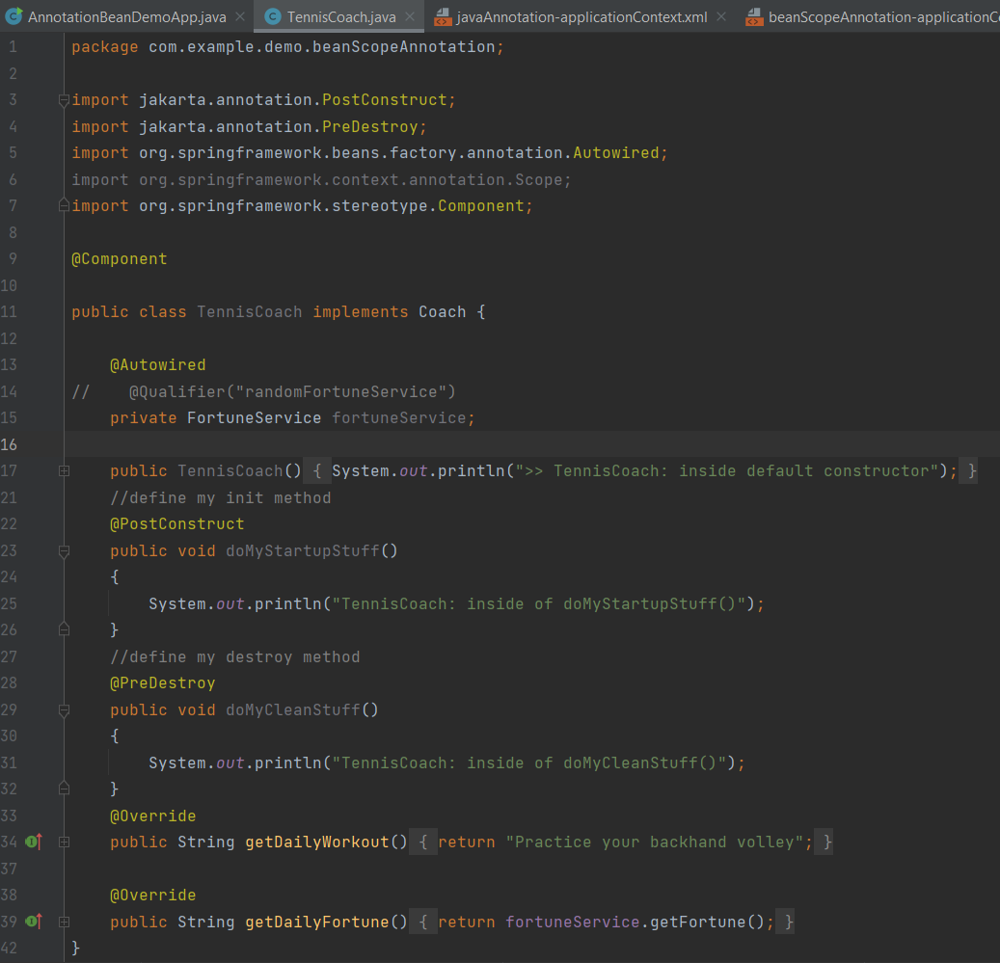 AnnotationBeanDemoApp.java TennisCoach.java javaAnnotation-applicationContext.xml beanScopeAnnotation-applicationC
1 package com.example.demo.beanScopeAnnotation;
2
3 import jakarta.annotation.PostConstruct;
4 import jakarta.annotation.PreDestroy;
5 import org.springframework.beans.factory.annotation.Autowired;
6 import org.springframework.context.annotation.Scope;
7 import org.springframework.stereotype.Component;
8
9 @Component
10
11 public class TennisCoach implements Coach {
12
13 @Autowired
14 // @Qualifier("randomFortuneService")
15 private FortuneService fortuneService;
16
17 public TennisCoach() { System.out.println(">> TennisCoach: inside default constructor"); }
21 //define my init method
22 @PostConstruct
23 public void doMyStartupStuff()
24 {
25 System.out.println("TennisCoach: inside of doMyStartupStuff()");
26 }
27 //define my destroy method
28 @PreDestroy
29 public void doMyCleanStuff()
30 {
31 System.out.println("TennisCoach: inside of doMyCleanStuff()");
32 }
33 @Override
34 public String getDailyWorkout() { return "Practice your backhand volley"; }
37
38 @Override
39 public String getDailyFortune() { return fortuneService.getFortune(); }
42 }